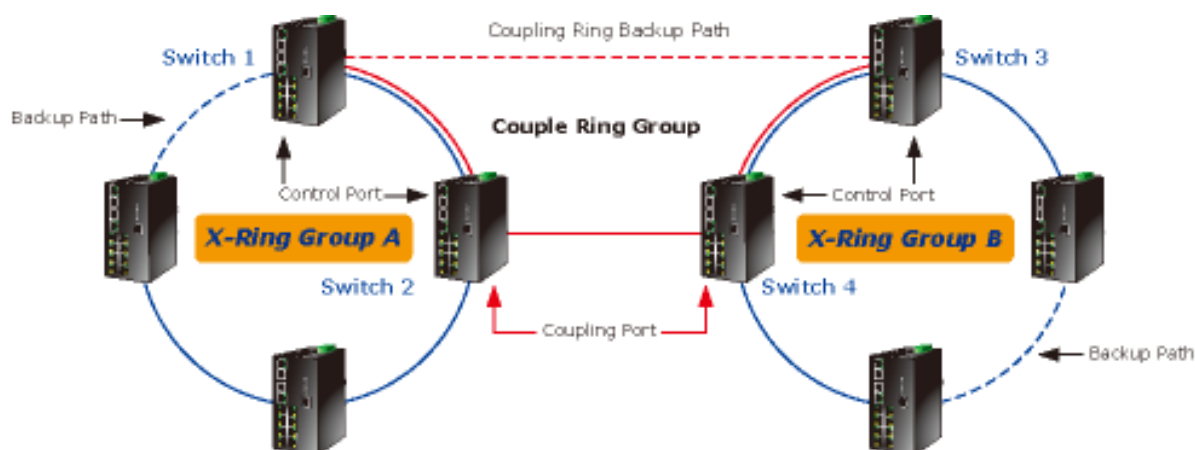 Coupling Ring Backup Path
Switch 1
Switch 3
Backup Path
Couple Ring Group
Control Port
Control Port
X-Ring Group A
X-Ring Group B
Switch 2
Switch 4
Coupling Port
Backup Path